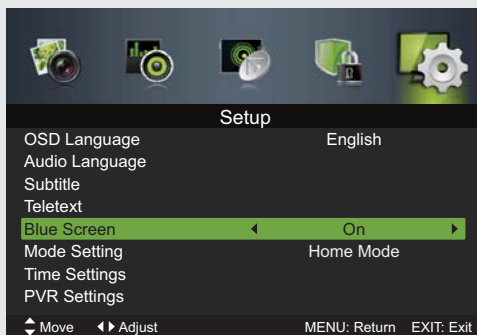 Setup
OSD Language English
Audio Language
Subtitle
Teletext
Blue Screen On
Mode Setting Home Mode
Time Settings
PVR Settings
Move Adjust MENU: Return EXIT: Exit